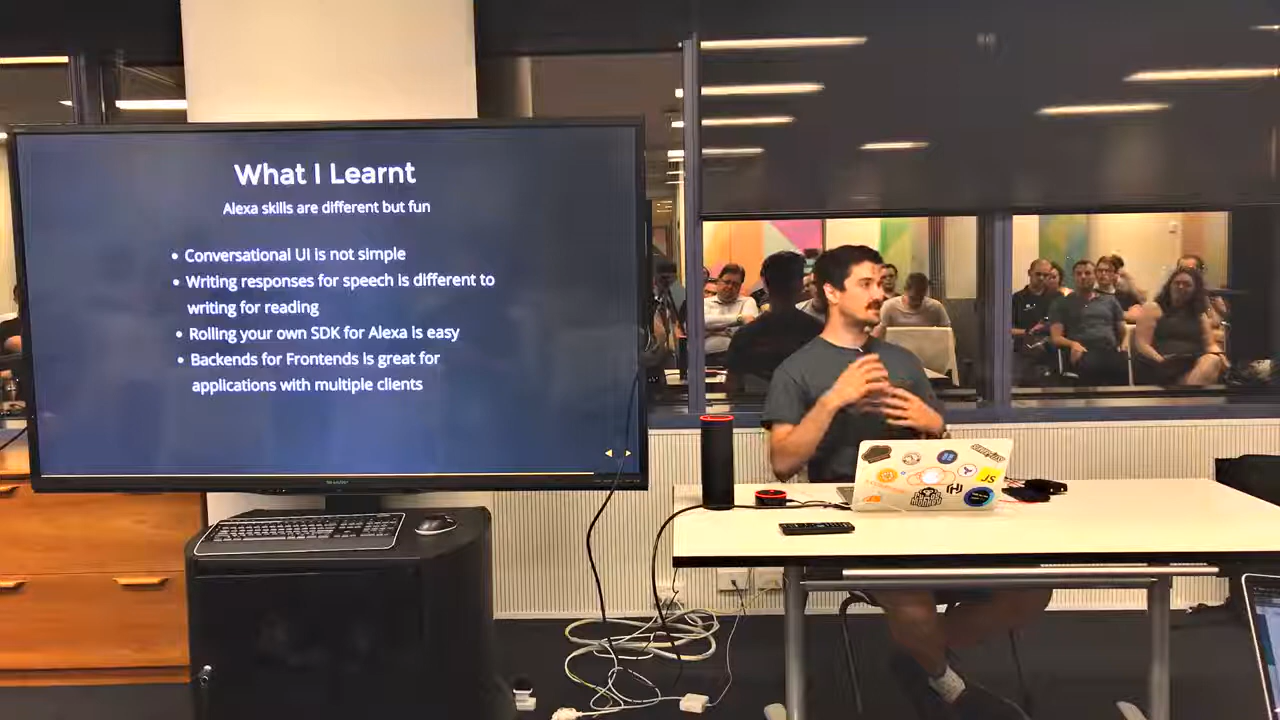 What I Learnt
Alexa skills are different but fun
• Conversational UI is not simple
• Writing responses for speech is different to
writing for reading
• Rolling your own SDK for Alexa is easy
• Backends for Frontends is great for
applications with multiple clients
SHARP
JS